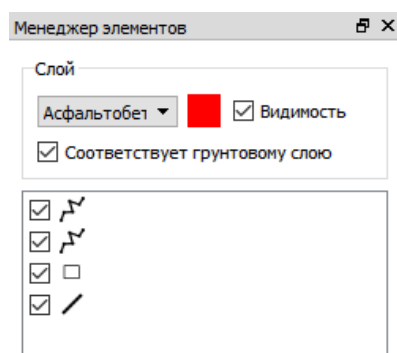 Менеджер элементов
Слой
Асфальтобет
Видимость
Соответствует грунтовому слою